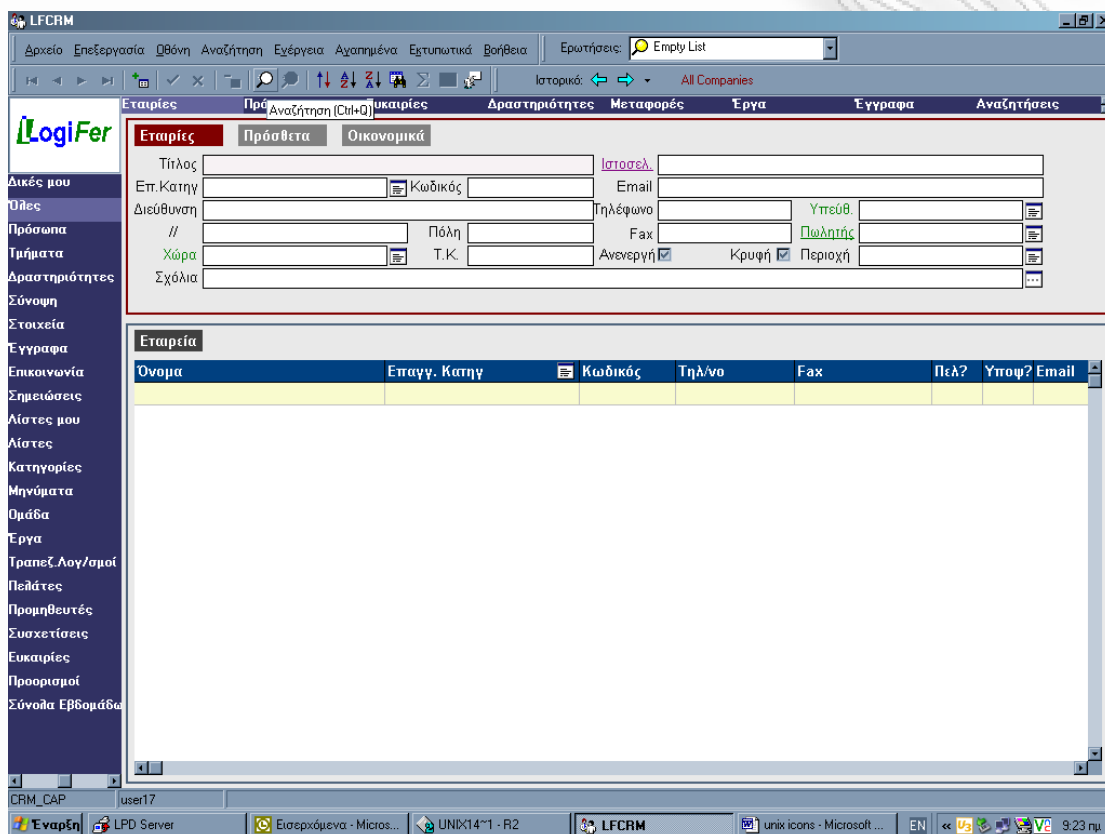 LFCRM
Αρχείο Επεξεργασία Οθόνη Αναζήτηση Ενέργεια Αγαπημένα Εκτυπωτικά Βοήθεια Ερωτήσεις: Empty List
Ιστορικό: All Companies
Εταιρίες Δραστηριότητες Μεταφορές Έργα Έγγραφα Αναζητήσεις
Αναζήτηση (Ctrl+Q)
LogiFer
Εταιρίες Πρόσθετα Οικονομικά
Τίτλος Ιστοσελ.
Επ.Κατηγ Κωδικός Email
Διεύθυνση Τηλέφωνο Υπεύθ.
// Πόλη Fax Πωλητής
Χώρα Τ.Κ. Ανενεργή Κρυφή Περιοχή
Σχόλια
Δικές μου
Όλες
Πρόσωπα
Τμήματα
Δραστηριότητες
Σύνοψη
Στοιχεία
Έγγραφα
Επικοινωνία
Σημειώσεις
Λίστες μου
Λίστες
Κατηγορίες
Μηνύματα
Ομάδα
Έργα
Τραπεζ.Λογ/σμοί
Πελάτες
Προμηθευτές
Συσχετίσεις
Ευκαιρίες
Προορισμοί
Σύνολα Εβδομάδω
Εταιρεία
Όνομα Επαγγ. Κατηγ Κωδικός Τηλ/νο Fax Πελ? Υποψ? Email
CRM_CAP user17
Έναρξη LPD Server Εισερχόμενα - Micros... UNIX14~1 - R2 LFCRM unix icons - Microsoft ... EN « 9:23 πμ